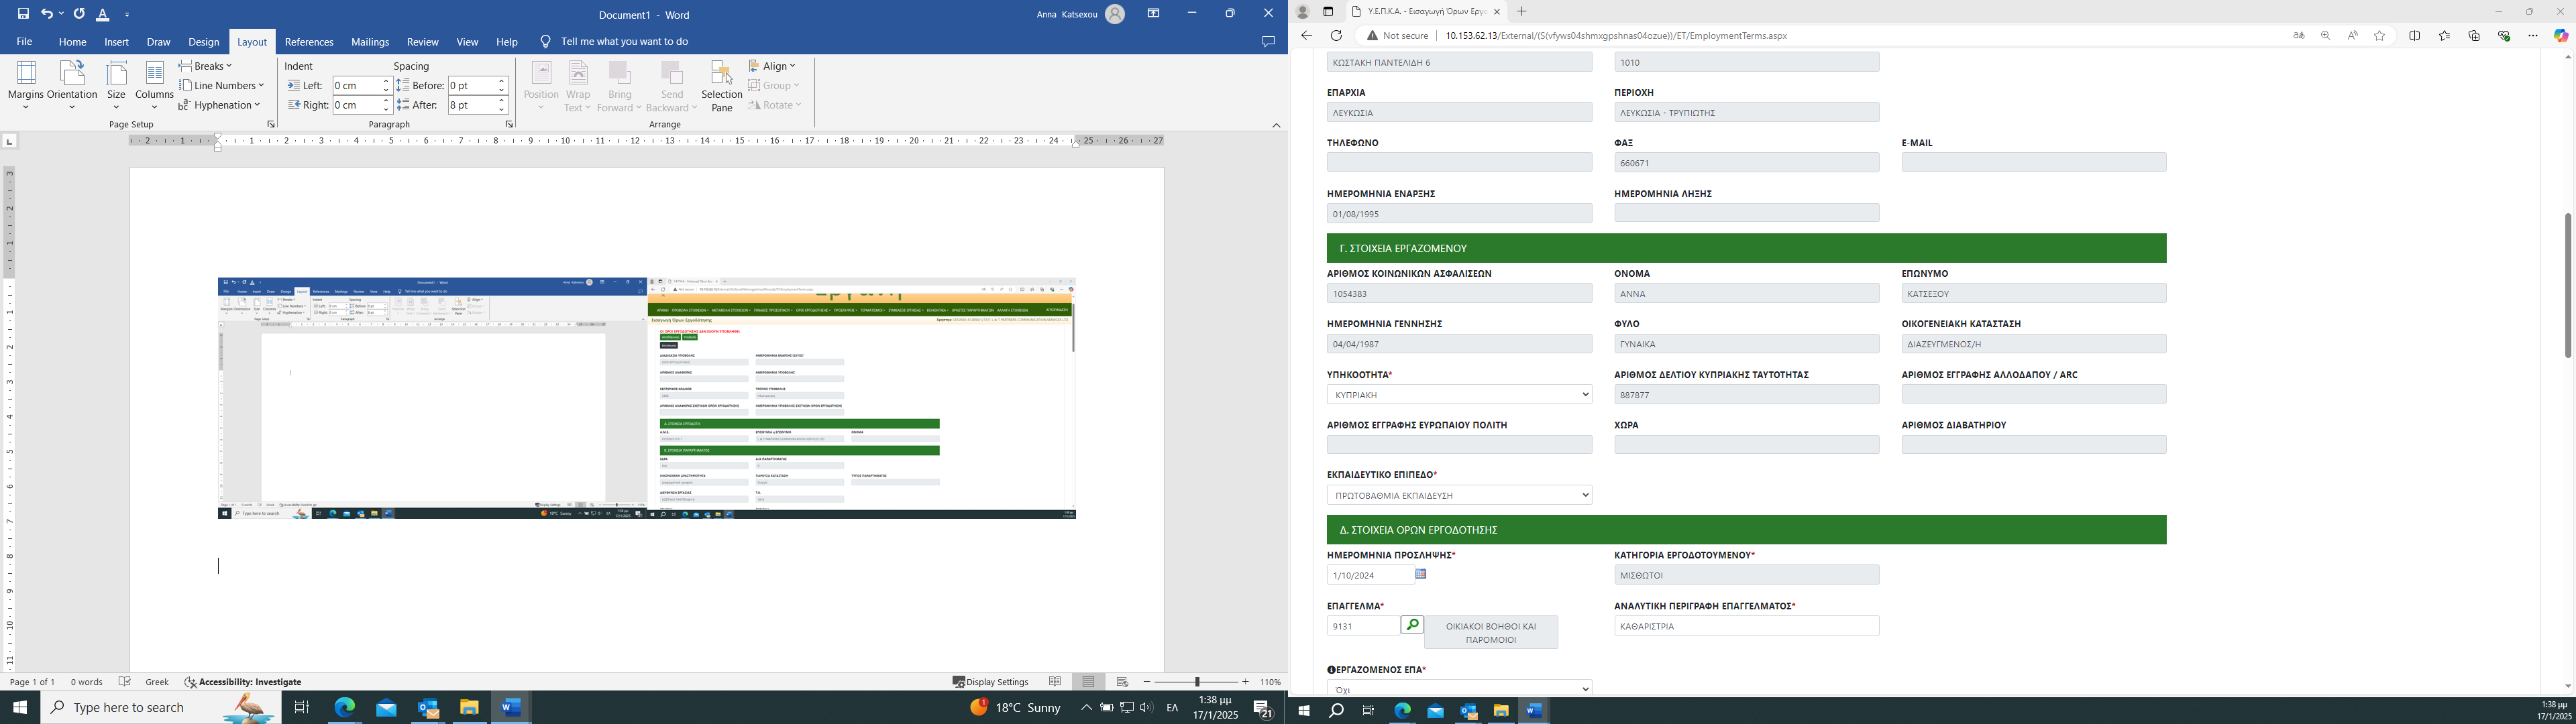 Document1 - Word
Anna Katsexou
File Home Insert Draw Design Layout References Mailings Review View Help Tell me what you want to do
Margins Orientation Size Columns
Breaks
Line Numbers
Hyphenation
Page Setup
Indent Spacing
Left: 0 cm Before: 0 pt
Right: 0 cm After: 8 pt
Paragraph
Position Wrap Text Bring Forward Send Backward Selection Pane
Align
Group
Rotate
Arrange
Page 1 of 1 0 words Greek Accessibility: Investigate Display Settings 110%
Type here to search
18°C Sunny
ΕΛ
1:38 μμ
17/1/2025
21
Υ.Ε.Π.Κ.Α. - Εισαγωγή Όρων Εργο
Not secure 10.153.62.13/External/(S(vfyws04shmxgpshnas04ozue))/ET/EmploymentTerms.aspx
ΚΩΣΤΑΚΗ ΠΑΝΤΕΛΙΔΗ 6 1010
ΕΠΑΡΧΙΑ ΠΕΡΙΟΧΗ
ΛΕΥΚΩΣΙΑ ΛΕΥΚΩΣΙΑ - ΤΡΥΠΙΩΤΗΣ
ΤΗΛΕΦΩΝΟ ΦΑΞ E-MAIL
660671
ΗΜΕΡΟΜΗΝΙΑ ΕΝΑΡΞΗΣ ΗΜΕΡΟΜΗΝΙΑ ΛΗΞΗΣ
01/08/1995
Γ. ΣΤΟΙΧΕΙΑ ΕΡΓΑΖΟΜΕΝΟΥ
ΑΡΙΘΜΟΣ ΚΟΙΝΩΝΙΚΩΝ ΑΣΦΑΛΙΣΕΩΝ ΟΝΟΜΑ ΕΠΩΝΥΜΟ
1054383 ΑΝΝΑ ΚΑΤΣΕΞΟΥ
ΗΜΕΡΟΜΗΝΙΑ ΓΕΝΝΗΣΗΣ ΦΥΛΟ ΟΙΚΟΓΕΝΕΙΑΚΗ ΚΑΤΑΣΤΑΣΗ
04/04/1987 ΓΥΝΑΙΚΑ ΔΙΑΖΕΥΓΜΕΝΟΣ/Η
ΥΠΗΚΟΟΤΗΤΑ* ΑΡΙΘΜΟΣ ΔΕΛΤΙΟΥ ΚΥΠΡΙΑΚΗΣ ΤΑΥΤΟΤΗΤΑΣ ΑΡΙΘΜΟΣ ΕΓΓΡΑΦΗΣ ΑΛΛΟΔΑΠΟΥ / ARC
ΚΥΠΡΙΑΚΗ 887877
ΑΡΙΘΜΟΣ ΕΓΓΡΑΦΗΣ ΕΥΡΩΠΑΙΟΥ ΠΟΛΙΤΗ ΧΩΡΑ ΑΡΙΘΜΟΣ ΔΙΑΒΑΤΗΡΙΟΥ
ΕΚΠΑΙΔΕΥΤΙΚΟ ΕΠΙΠΕΔΟ*
ΠΡΩΤΟΒΑΘΜΙΑ ΕΚΠΑΙΔΕΥΣΗ
Δ. ΣΤΟΙΧΕΙΑ ΟΡΩΝ ΕΡΓΟΔΟΤΗΣΗΣ
ΗΜΕΡΟΜΗΝΙΑ ΠΡΟΣΛΗΨΗΣ* ΚΑΤΗΓΟΡΙΑ ΕΡΓΟΔΟΤΟΥΜΕΝΟΥ*
1/10/2024 ΜΙΣΘΩΤΟΙ
ΕΠΑΓΓΕΛΜΑ* ΑΝΑΛΥΤΙΚΗ ΠΕΡΙΓΡΑΦΗ ΕΠΑΓΓΕΛΜΑΤΟΣ*
9131 ΟΙΚΙΑΚΟΙ ΒΟΗΘΟΙ ΚΑΙ ΠΑΡΟΜΟΙΟΙ ΚΑΘΑΡΙΣΤΡΙΑ
ΕΡΓΑΖΟΜΕΝΟΣ ΕΠΑ*
Όχι
1:38 μμ
17/1/2025